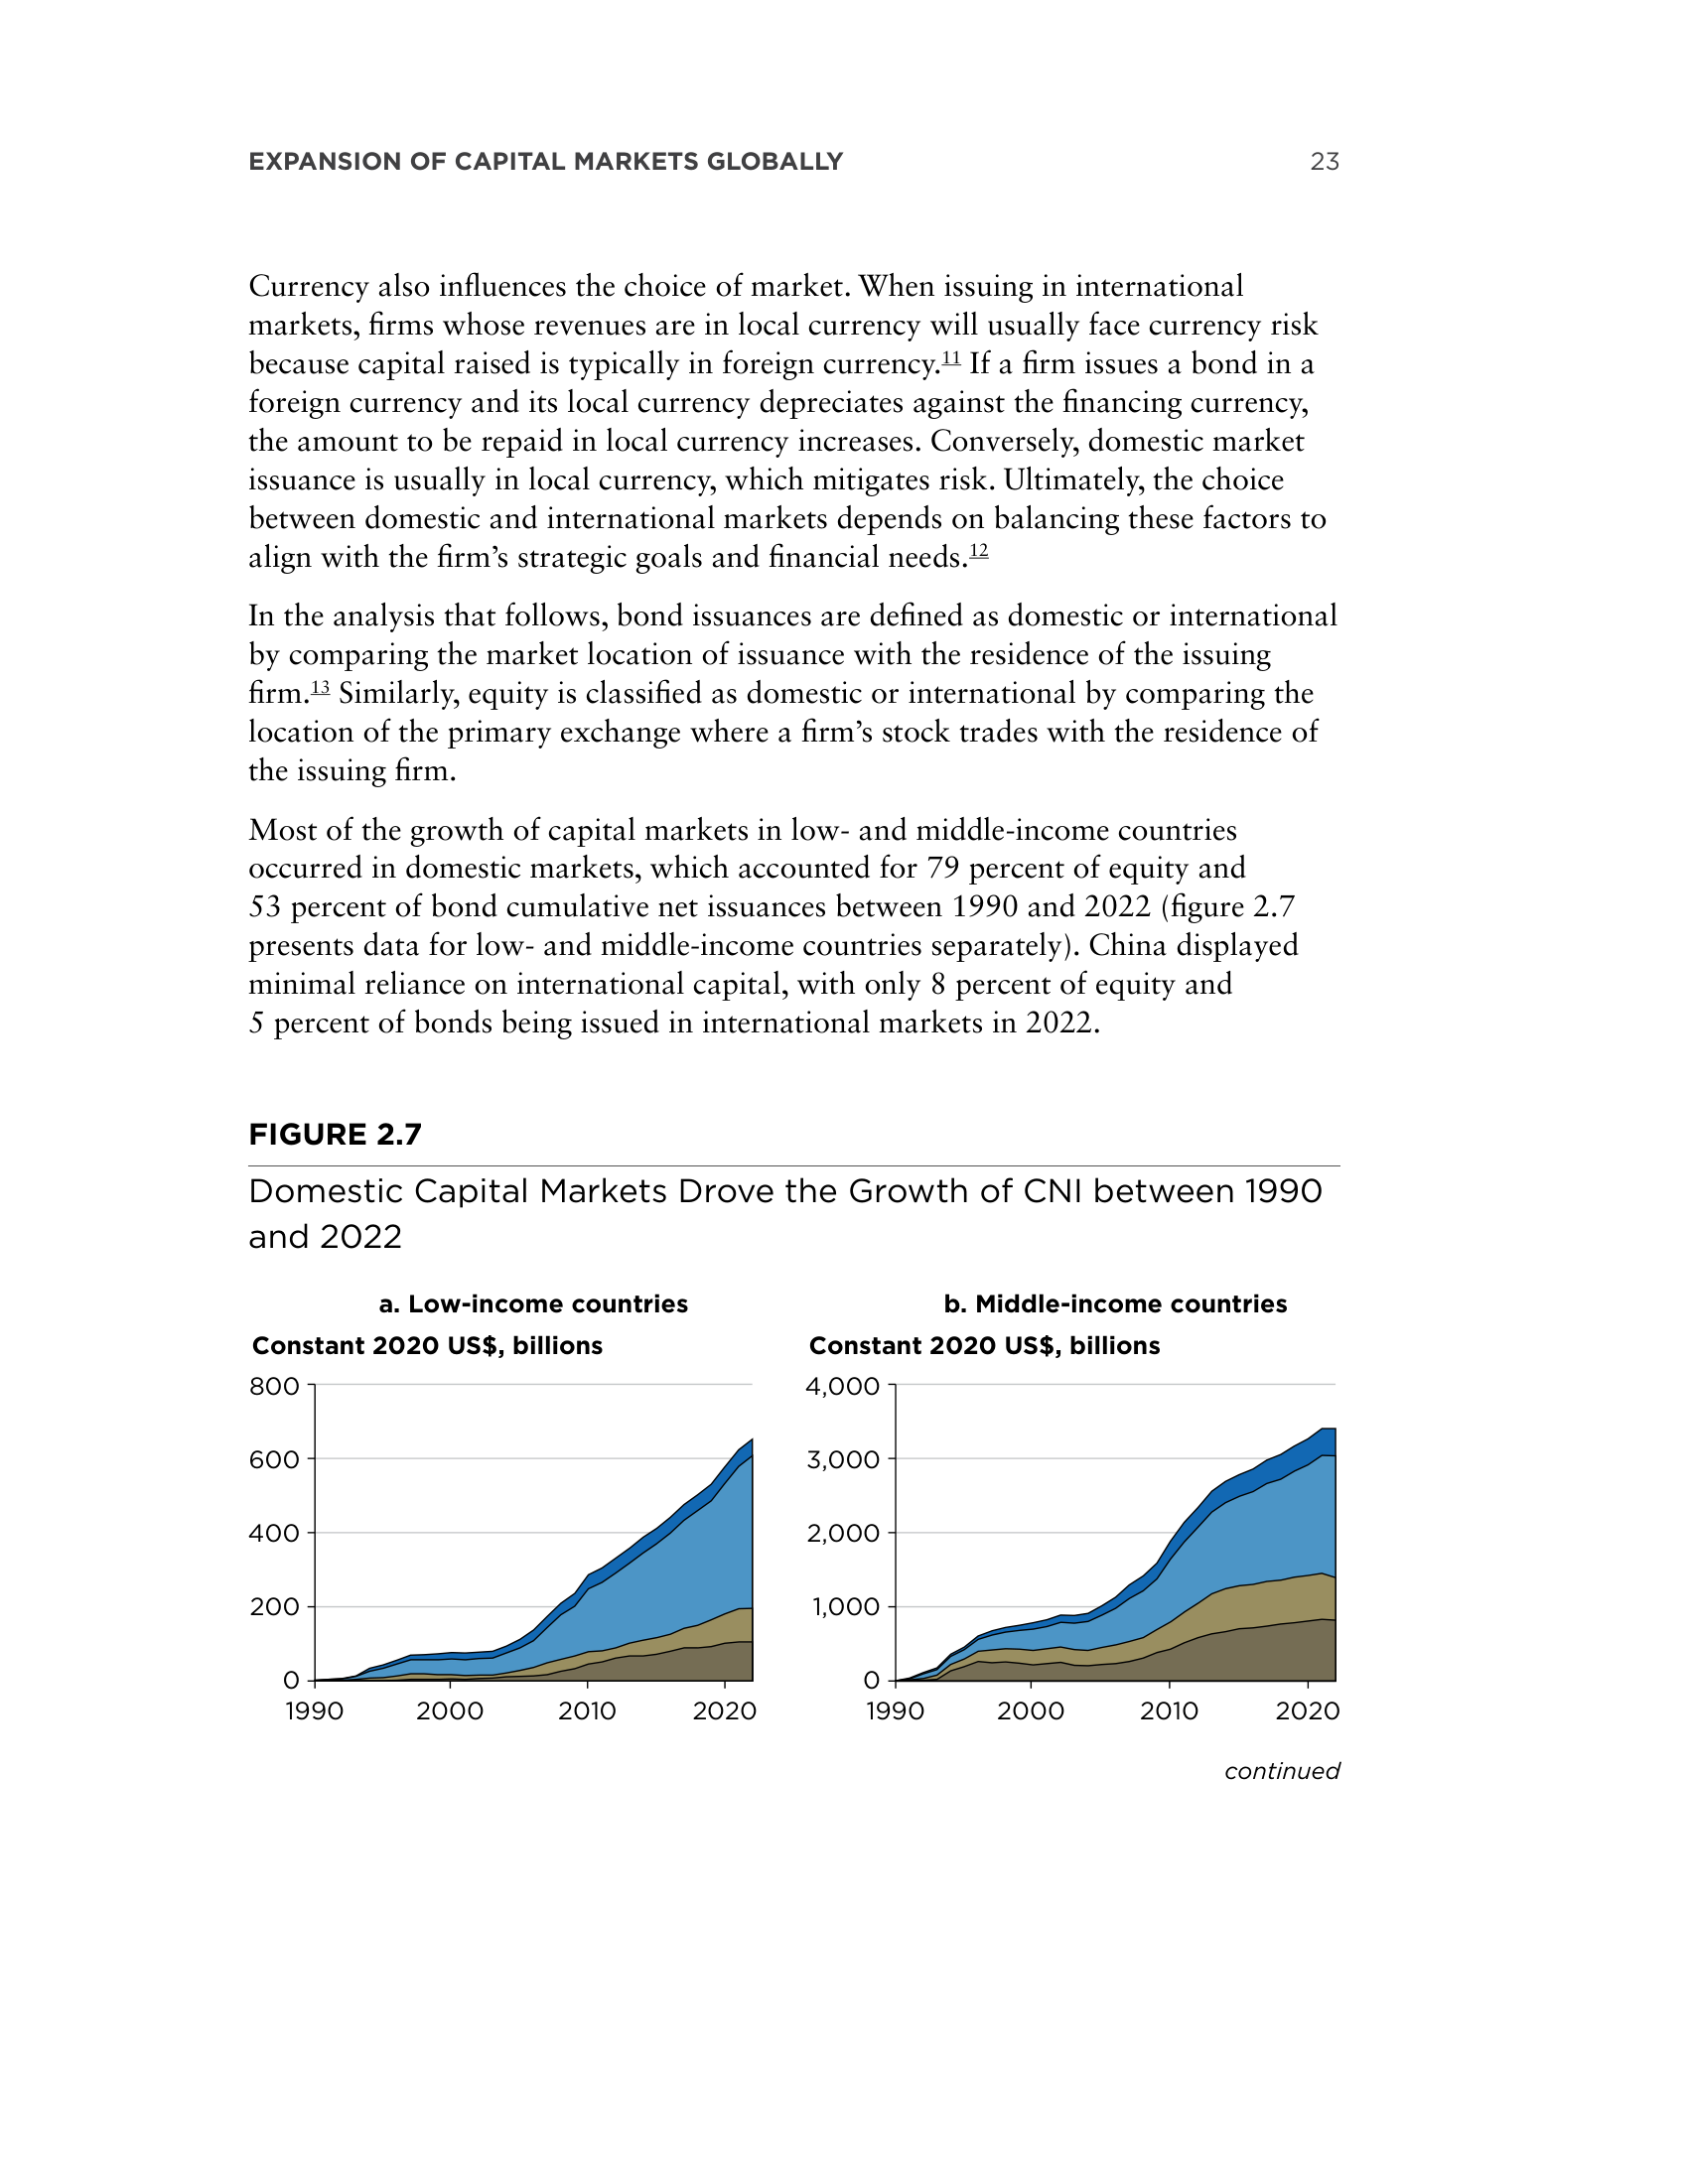 EXPANSION OF CAPITAL MARKETS GLOBALLY 23
Currency also influences the choice of market. When issuing in international
markets, firms whose revenues are in local currency will usually face currency risk
because capital raised is typically in foreign currency.11 If a firm issues a bond in a
foreign currency and its local currency depreciates against the financing currency,
the amount to be repaid in local currency increases. Conversely, domestic market
issuance is usually in local currency, which mitigates risk. Ultimately, the choice
between domestic and international markets depends on balancing these factors to
align with the firm’s strategic goals and financial needs.12
In the analysis that follows, bond issuances are defined as domestic or international
by comparing the market location of issuance with the residence of the issuing
firm.13 Similarly, equity is classified as domestic or international by comparing the
location of the primary exchange where a firm’s stock trades with the residence of
the issuing firm.
Most of the growth of capital markets in low- and middle-income countries
occurred in domestic markets, which accounted for 79 percent of equity and
53 percent of bond cumulative net issuances between 1990 and 2022 (figure 2.7
presents data for low- and middle-income countries separately). China displayed
minimal reliance on international capital, with only 8 percent of equity and
5 percent of bonds being issued in international markets in 2022.
FIGURE 2.7
Domestic Capital Markets Drove the Growth of CNI between 1990
and 2022
a. Low-income countries
Constant 2020 US$, billions
800
600
400
200
0
1990 2000 2010 2020
b. Middle-income countries
Constant 2020 US$, billions
4,000
3,000
2,000
1,000
0
1990 2000 2010 2020
continued